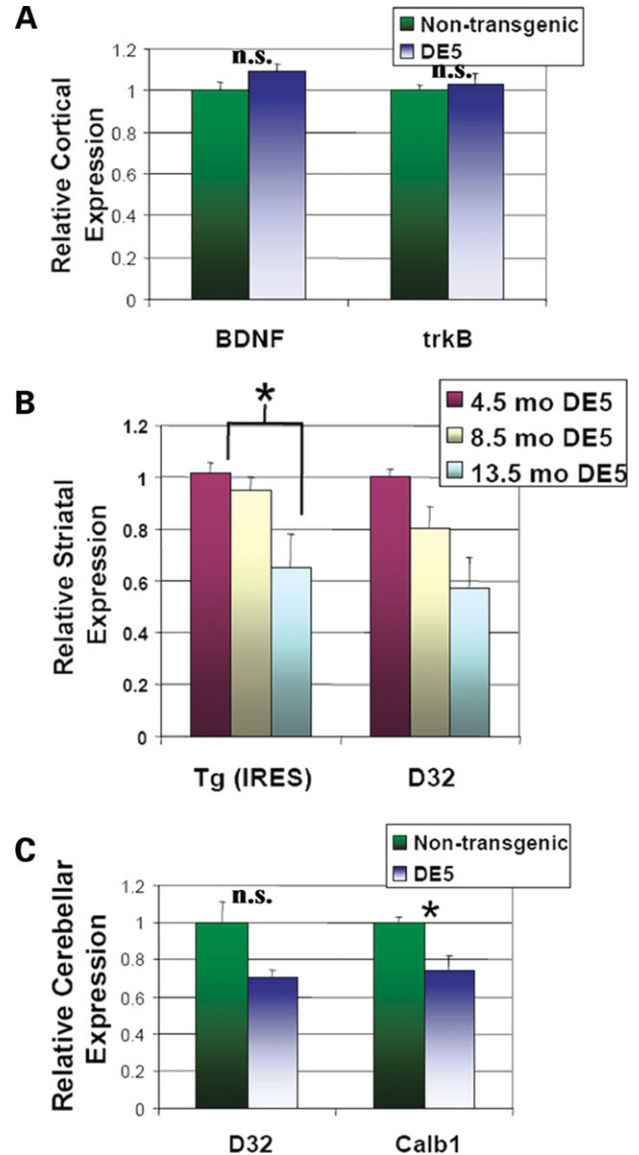 A
Non-transgenic
DE5
Relative Cortical
Expression
1.2
1
0.8
0.6
0.4
0.2
0
n.s.
n.s.
BDNF
trkB
B
4.5 mo DE5
8.5 mo DE5
13.5 mo DE5
Relative Striatal
Expression
1.2
1
0.8
0.6
0.4
0.2
0
*
Tg (IRES)
D32
C
Non-transgenic
DE5
Relative Cerebellar
Expression
1.2
1
0.8
0.6
0.4
0.2
0
n.s.
*
D32
Calb1